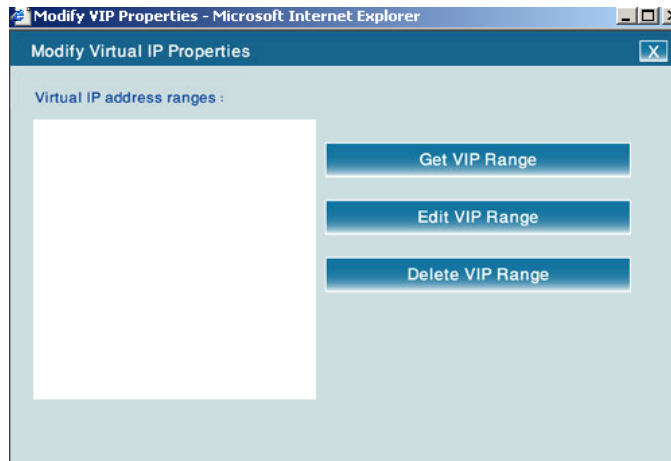 Modify VIP Properties - Microsoft Internet Explorer
Modify Virtual IP Properties
X
Virtual IP address ranges :
Get VIP Range
Edit VIP Range
Delete VIP Range